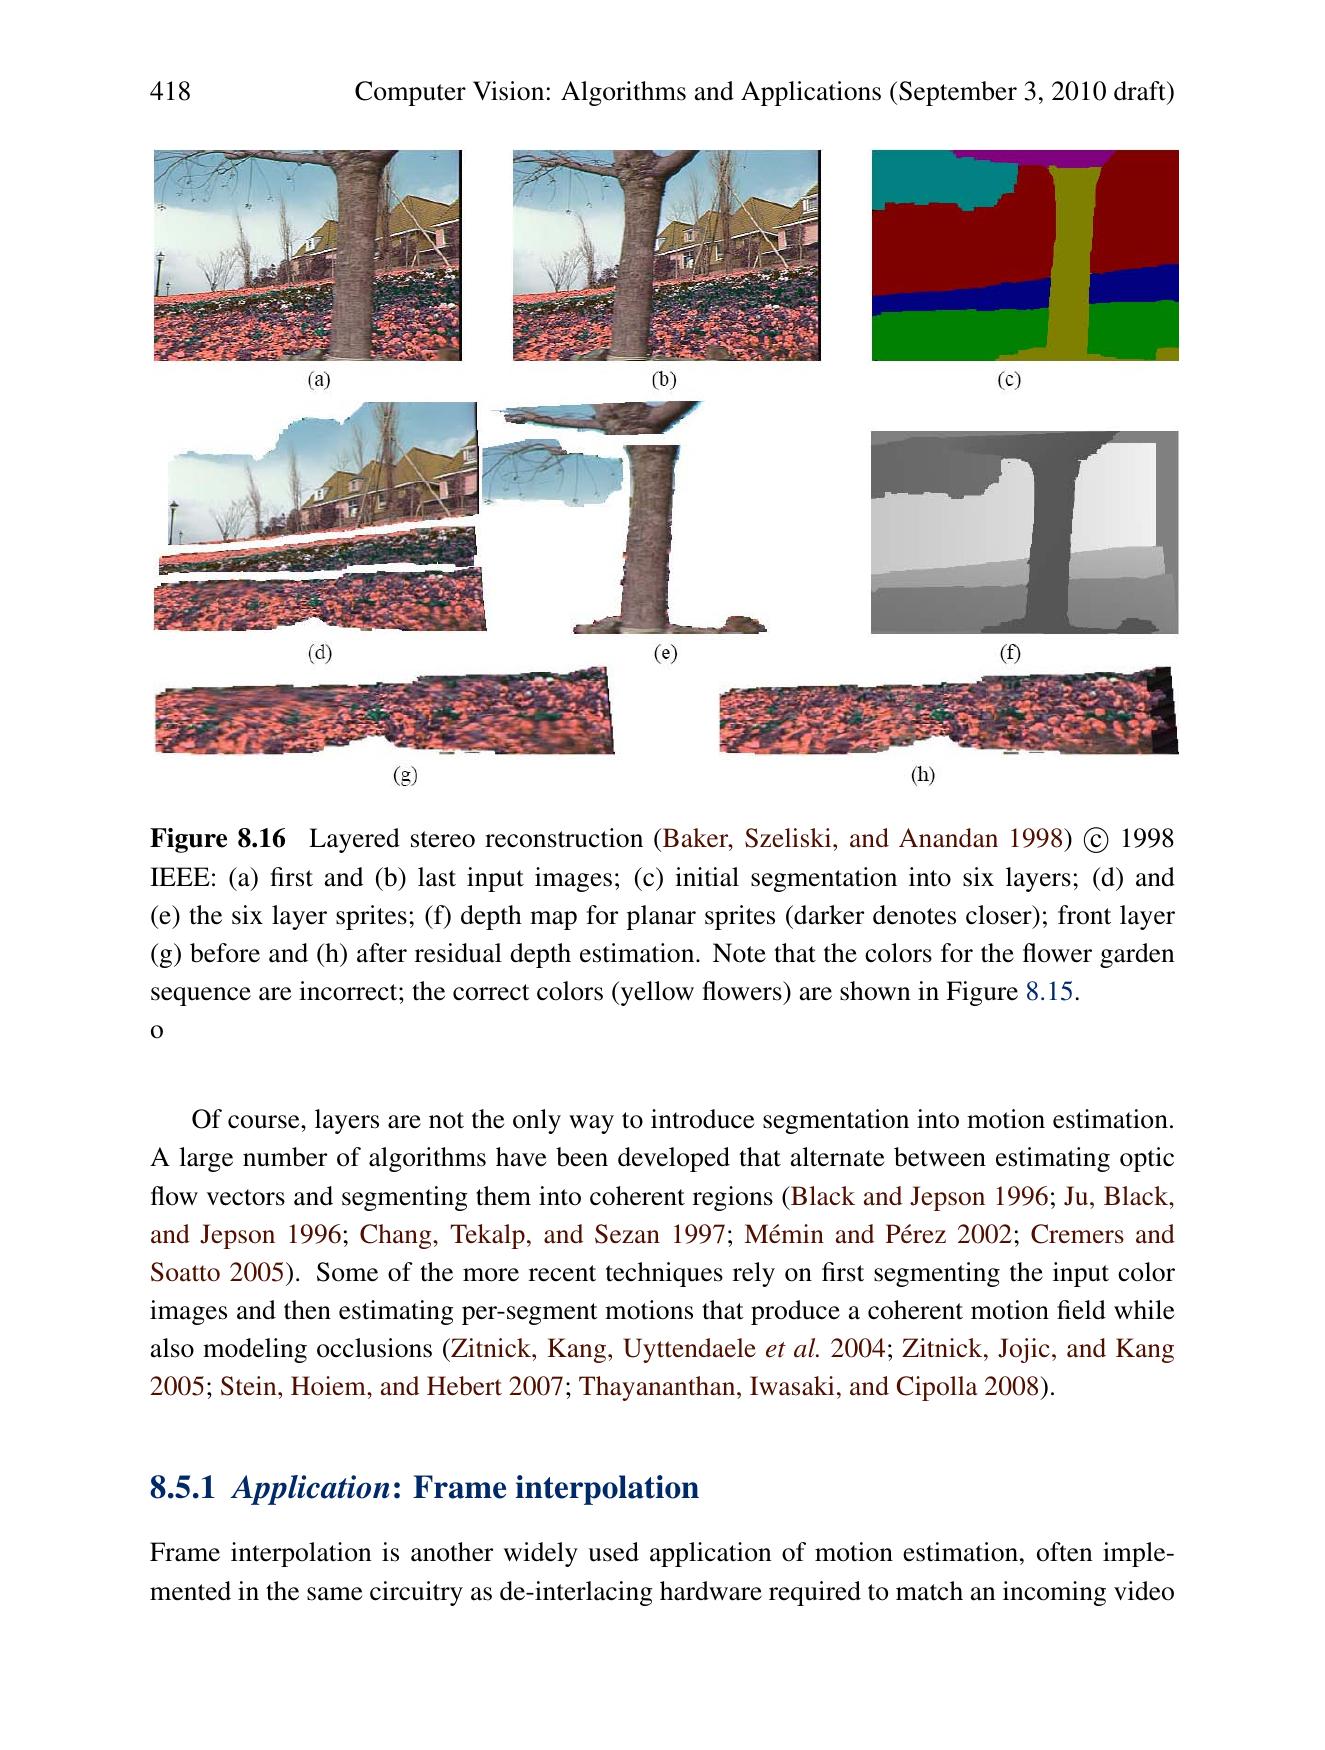 418 Computer Vision: Algorithms and Applications (September 3, 2010 draft)
(a) (b) (c)
(d) (e) (f)
(g) (h)
Figure 8.16 Layered stereo reconstruction (Baker, Szeliski, and Anandan 1998) © 1998
IEEE: (a) first and (b) last input images; (c) initial segmentation into six layers; (d) and
(e) the six layer sprites; (f) depth map for planar sprites (darker denotes closer); front layer
(g) before and (h) after residual depth estimation. Note that the colors for the flower garden
sequence are incorrect; the correct colors (yellow flowers) are shown in Figure 8.15.
o
Of course, layers are not the only way to introduce segmentation into motion estimation.
A large number of algorithms have been developed that alternate between estimating optic
flow vectors and segmenting them into coherent regions (Black and Jepson 1996; Ju, Black,
and Jepson 1996; Chang, Tekalp, and Sezan 1997; Mémin and Pérez 2002; Cremers and
Soatto 2005). Some of the more recent techniques rely on first segmenting the input color
images and then estimating per-segment motions that produce a coherent motion field while
also modeling occlusions (Zitnick, Kang, Uyttendaele et al. 2004; Zitnick, Jojic, and Kang
2005; Stein, Hoiem, and Hebert 2007; Thayananthan, Iwasaki, and Cipolla 2008).
8.5.1 Application: Frame interpolation
Frame interpolation is another widely used application of motion estimation, often imple-
mented in the same circuitry as de-interlacing hardware required to match an incoming video